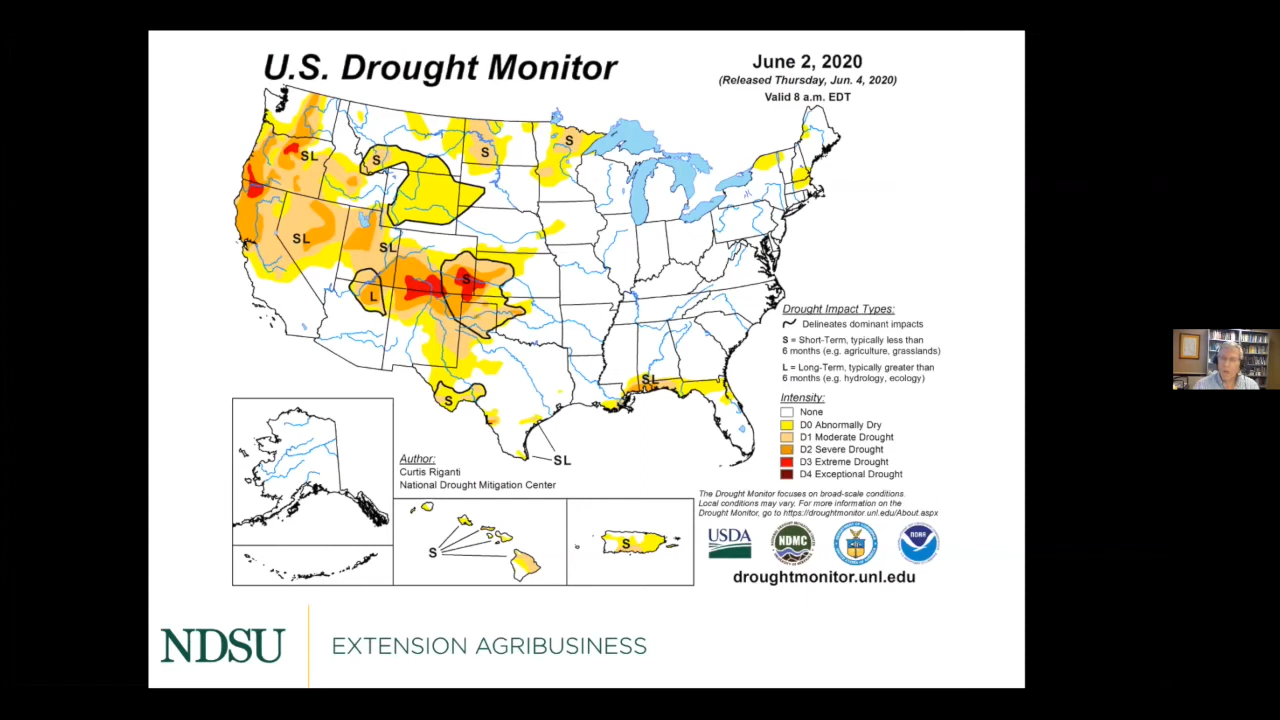 U.S. Drought Monitor
June 2, 2020
(Released Thursday, Jun. 4, 2020)
Valid 8 a.m. EDT
SL
S
S
S
SL
SL
S
L
S
SL
L
SL
Drought Impact Types:
Delineates dominant impacts
S = Short-Term, typically less than
6 months (e.g. agriculture, grasslands)
L = Long-Term, typically greater than
6 months (e.g. hydrology, ecology)
Intensity:
None
D0 Abnormally Dry
D1 Moderate Drought
D2 Severe Drought
D3 Extreme Drought
D4 Exceptional Drought
Author:
Curtis Riganti
National Drought Mitigation Center
S
S
The Drought Monitor focuses on broad-scale conditions.
Local conditions may vary. For more information on the
Drought Monitor, go to https://droughtmonitor.unl.edu/About.aspx
USDA
NDMC
NOAA
droughtmonitor.unl.edu
NDSU
EXTENSION AGRIBUSINESS